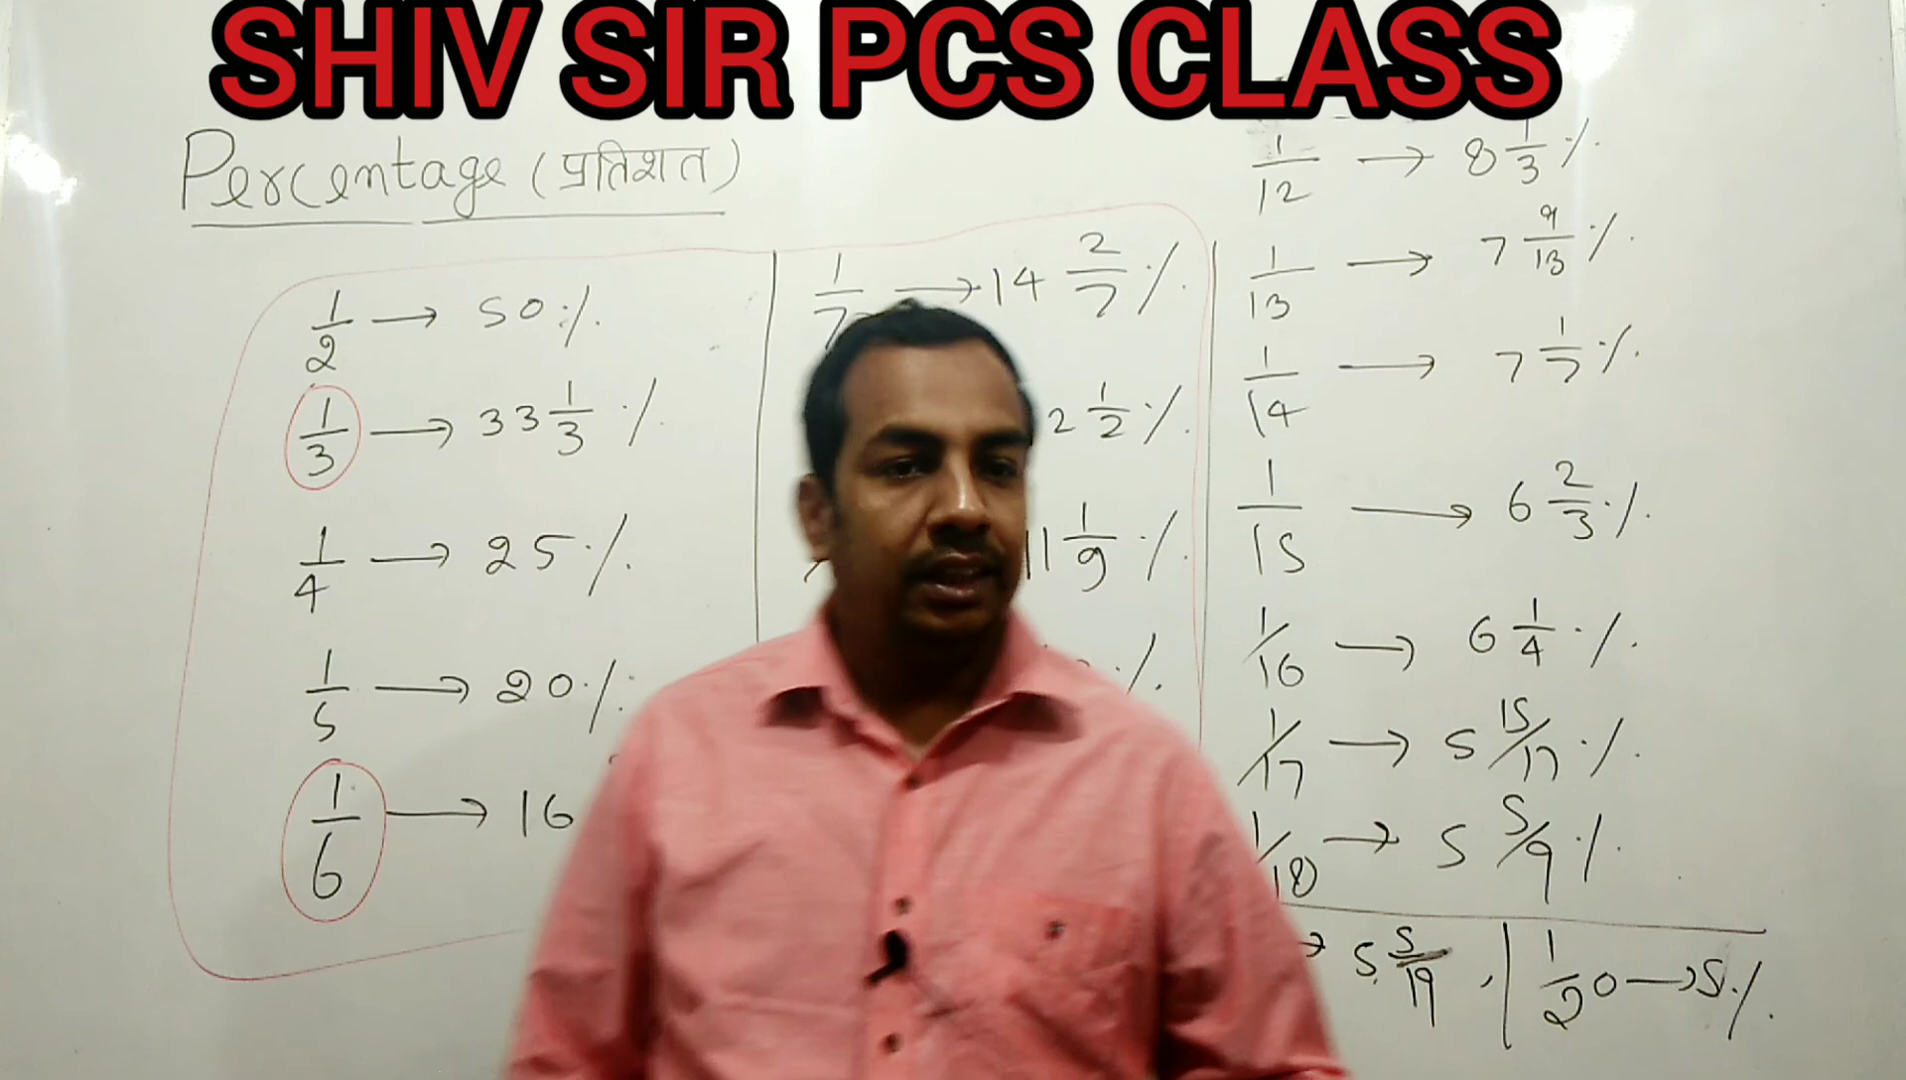 SHIV SIR PCS CLASS
Percentage (प्रतिशत)
1/2 → 50%
1/3 → 33 1/3 %
1/4 → 25%
1/5 → 20%
1/6 → 16
1/7 → 14 2/7 %
2 1/2 %
11 1/9 %
%
1/12 → 8 1/3 %
1/13 → 7 9/13 %
1/14 → 7 1/7 %
1/15 → 6 2/3 %
1/16 → 6 1/4 %
1/17 → 5 15/17 %
1/18 → 5 5/9 %
→ 5 5/19 , | 1/20 → 5%